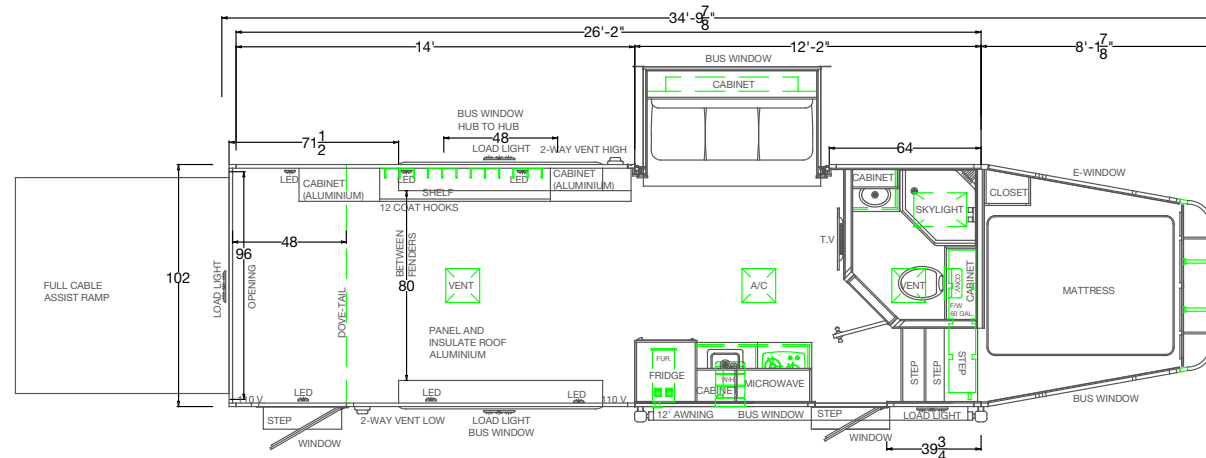 34'-9 7/8"
26'-2"
14'
12'-2"
8'-1 7/8"
BUS WINDOW
CABINET
BUS WINDOW
HUB TO HUB
48
LOAD LIGHT
2-WAY VENT HIGH
71 1/2
64
LED
CABINET
(ALUMINIUM)
LED
SHELF
LED
CABINET
(ALUMINIUM)
12 COAT HOOKS
CABINET
SKYLIGHT
CLOSET
E-WINDOW
T.V
48
96
102
OPENING
LOAD LIGHT
DOVE-TAIL
BETWEEN
FENDERS
80
FULL CABLE
ASSIST RAMP
VENT
A/C
VENT
CONV.
CABINET
F/W
60 GAL.
MATTRESS
PANEL AND
INSULATE ROOF
ALUMINIUM
FUR.
FRIDGE
W/H
CABINET
MICROWAVE
STEP
STEP
STEP
110 V.
LED
LED
LED
110 V.
STEP
WINDOW
2-WAY VENT LOW
LOAD LIGHT
BUS WINDOW
12' AWNING
BUS WINDOW
STEP
WINDOW
LOAD LIGHT
39 3/4
BUS WINDOW